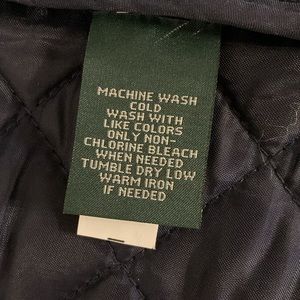 MACHINE WASH
COLD
WASH WITH
LIKE COLORS
ONLY NON-
CHLORINE BLEACH
WHEN NEEDED
TUMBLE DRY LOW
WARM IRON
IF NEEDED